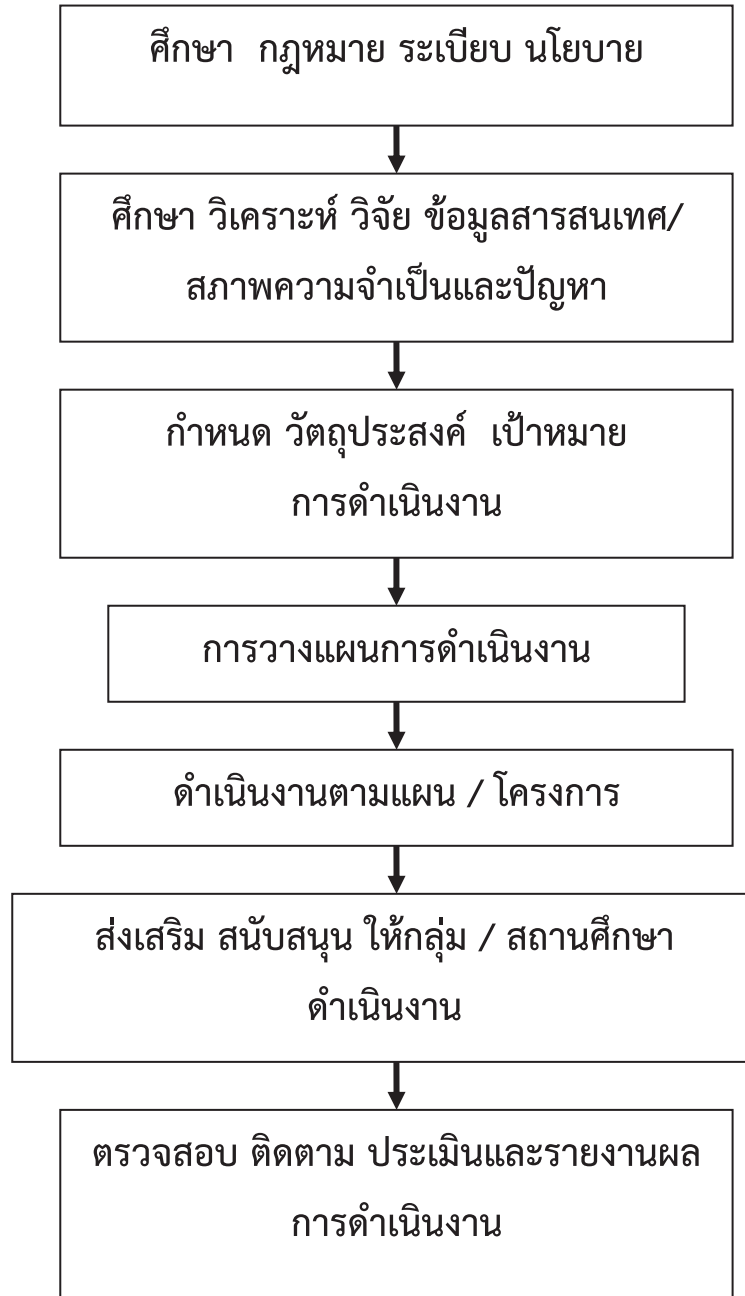 ศึกษา กฎหมาย ระเบียบ นโยบาย
ศึกษา วิเคราะห์ วิจัย ข้อมูลสารสนเทศ/
สภาพความจำเป็นและปัญหา
กำหนด วัตถุประสงค์ เป้าหมาย
การดำเนินงาน
การวางแผนการดำเนินงาน
ดำเนินงานตามแผน / โครงการ
ส่งเสริม สนับสนุน ให้กลุ่ม / สถานศึกษา
ดำเนินงาน
ตรวจสอบ ติดตาม ประเมินและรายงานผล
การดำเนินงาน